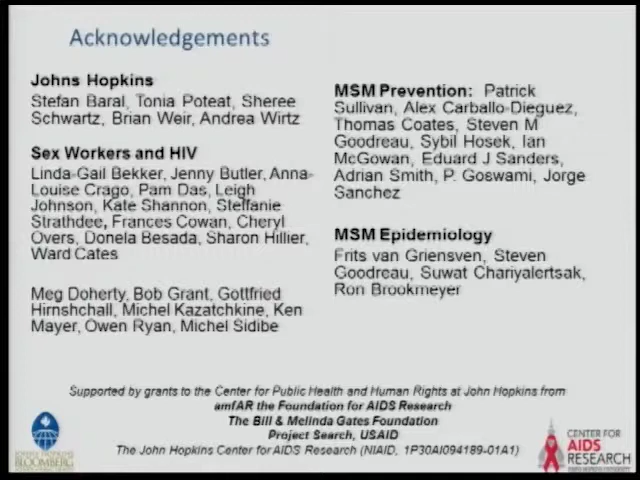 Acknowledgements
Johns Hopkins
Stefan Baral, Tonia Poteat, Sheree
Schwartz, Brian Weir, Andrea Wirtz
Sex Workers and HIV
Linda-Gail Bekker, Jenny Butler, Anna-
Louise Crago, Pam Das, Leigh
Johnson, Kate Shannon, Steffanie
Strathdee, Frances Cowan, Cheryl
Overs, Donela Besada, Sharon Hillier,
Ward Cates
Meg Doherty, Bob Grant, Gottfried
Hirnshchall, Michel Kazatchkine, Ken
Mayer, Owen Ryan, Michel Sidibe
MSM Prevention: Patrick
Sullivan, Alex Carballo-Dieguez,
Thomas Coates, Steven M
Goodreau, Sybil Hosek, Ian
McGowan, Eduard J Sanders,
Adrian Smith, P. Goswami, Jorge
Sanchez
MSM Epidemiology
Frits van Griensven, Steven
Goodreau, Suwat Chariyalertsak,
Ron Brookmeyer
Supported by grants to the Center for Public Health and Human Rights at John Hopkins from
amfAR the Foundation for AIDS Research
The Bill & Melinda Gates Foundation
Project Search, USAID
The John Hopkins Center for AIDS Research (NIAID, 1P30AI094189-01A1)
JOHNS HOPKINS
BLOOMBERG
CENTER FOR
AIDS
RESEARCH